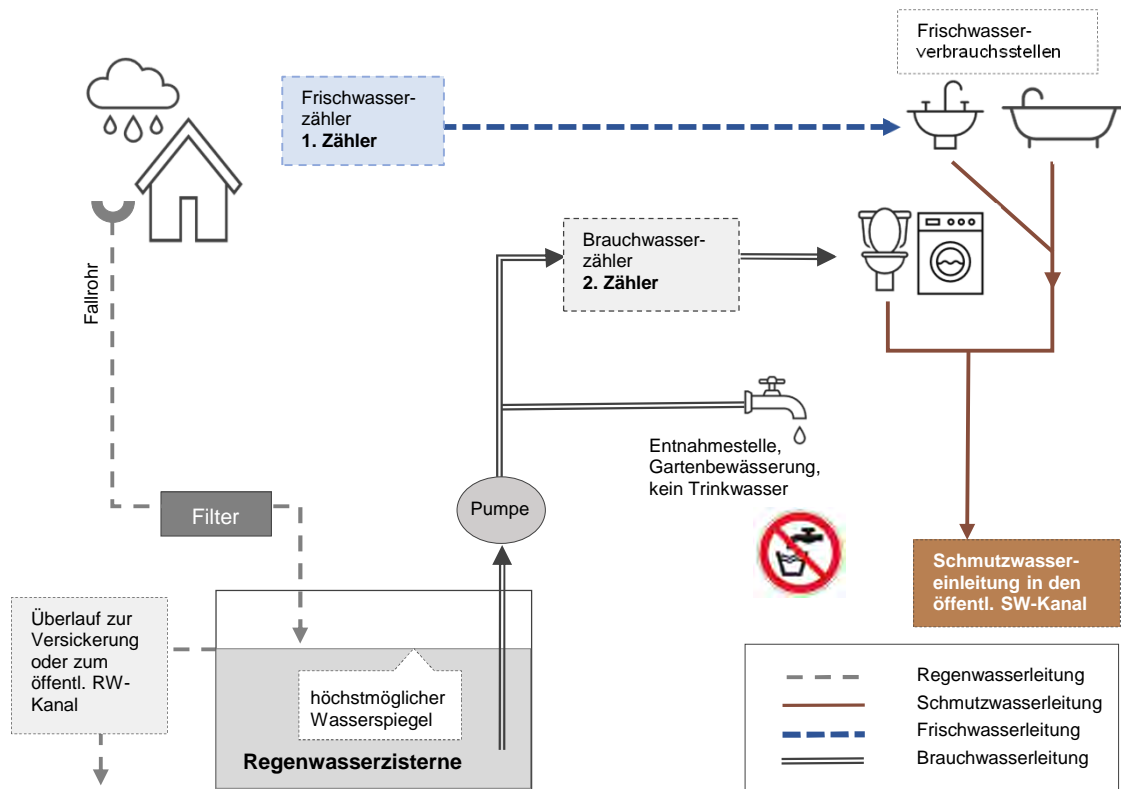 Frischwasser-
verbrauchsstellen
Frischwasser-
zähler
1. Zähler
Brauchwasser-
zähler
2. Zähler
Fallrohr
Entnahmestelle,
Gartenbewässerung,
kein Trinkwasser
Pumpe
Filter
Schmutzwasser-
einleitung in den
öffentl. SW-Kanal
Überlauf zur
Versickerung
oder zum
öffentl. RW-
Kanal
höchstmöglicher
Wasserspiegel
Regenwasserzisterne
Regenwasserleitung
Schmutzwasserleitung
Frischwasserleitung
Brauchwasserleitung